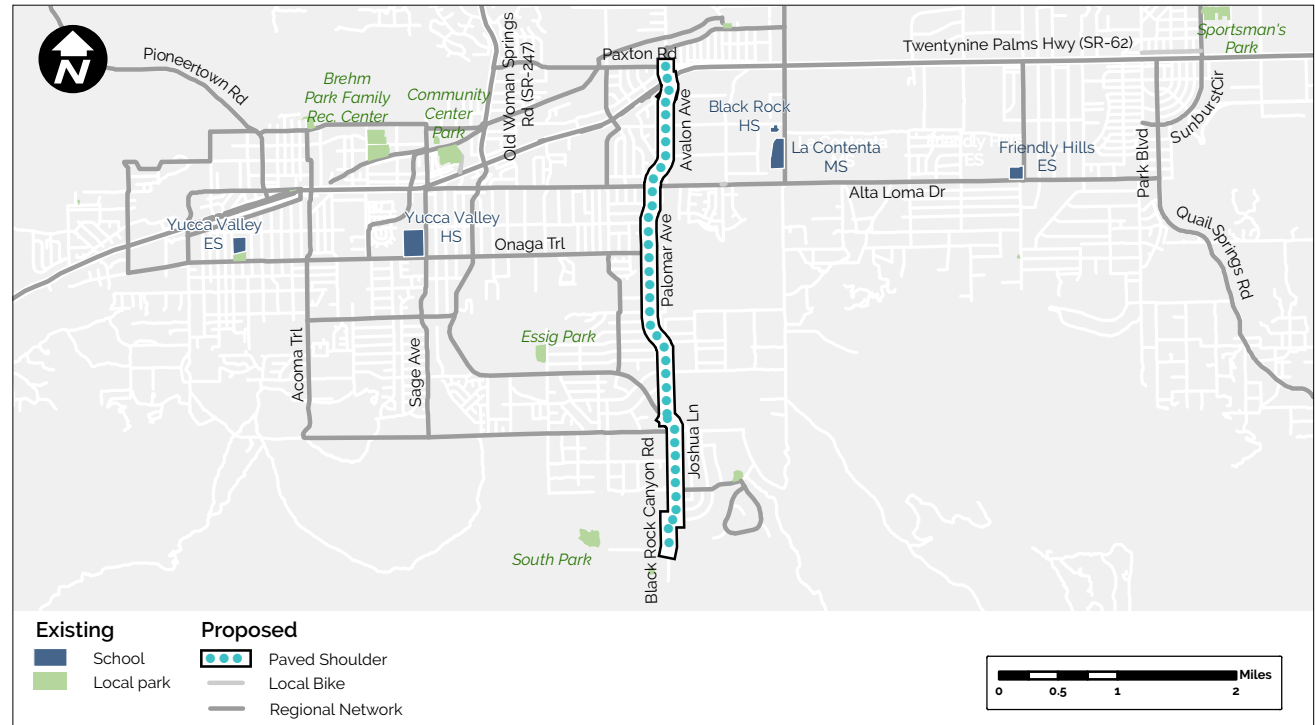 N
Pioneertown Rd
Brehm
Park Family
Rec. Center
Community
Center
Park
Old Woman Springs
Rd (SR-247)
Paxton Rd
Twentynine Palms Hwy (SR-62)
Sportsman's
Park
Avalon Ave
Black Rock
HS
La Contenta
MS
Friendly Hills
ES
Park Blvd
Sunburst Cir
Alta Loma Dr
Yucca Valley
ES
Yucca Valley
HS
Onaga Trl
Palomar Ave
Quail Springs Rd
Essig Park
Acoma Trl
Sage Ave
Joshua Ln
Black Rock Canyon Rd
South Park
Existing
School
Local park
Proposed
Paved Shoulder
Local Bike
Regional Network
Miles
0 0.5 1 2